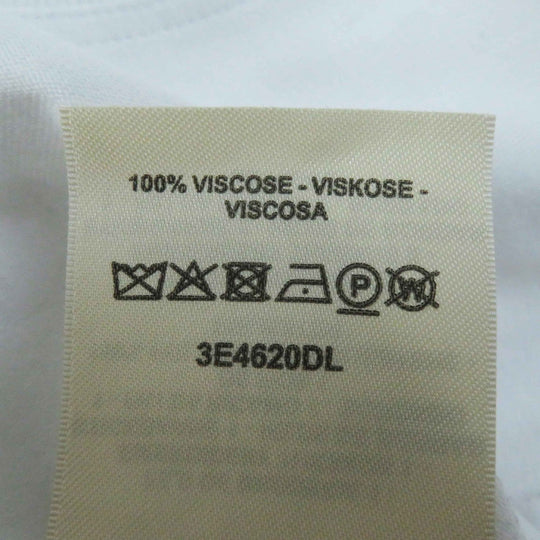 100% VISCOSE - VISKOSE -
VISCOSA
P W
3E4620DL